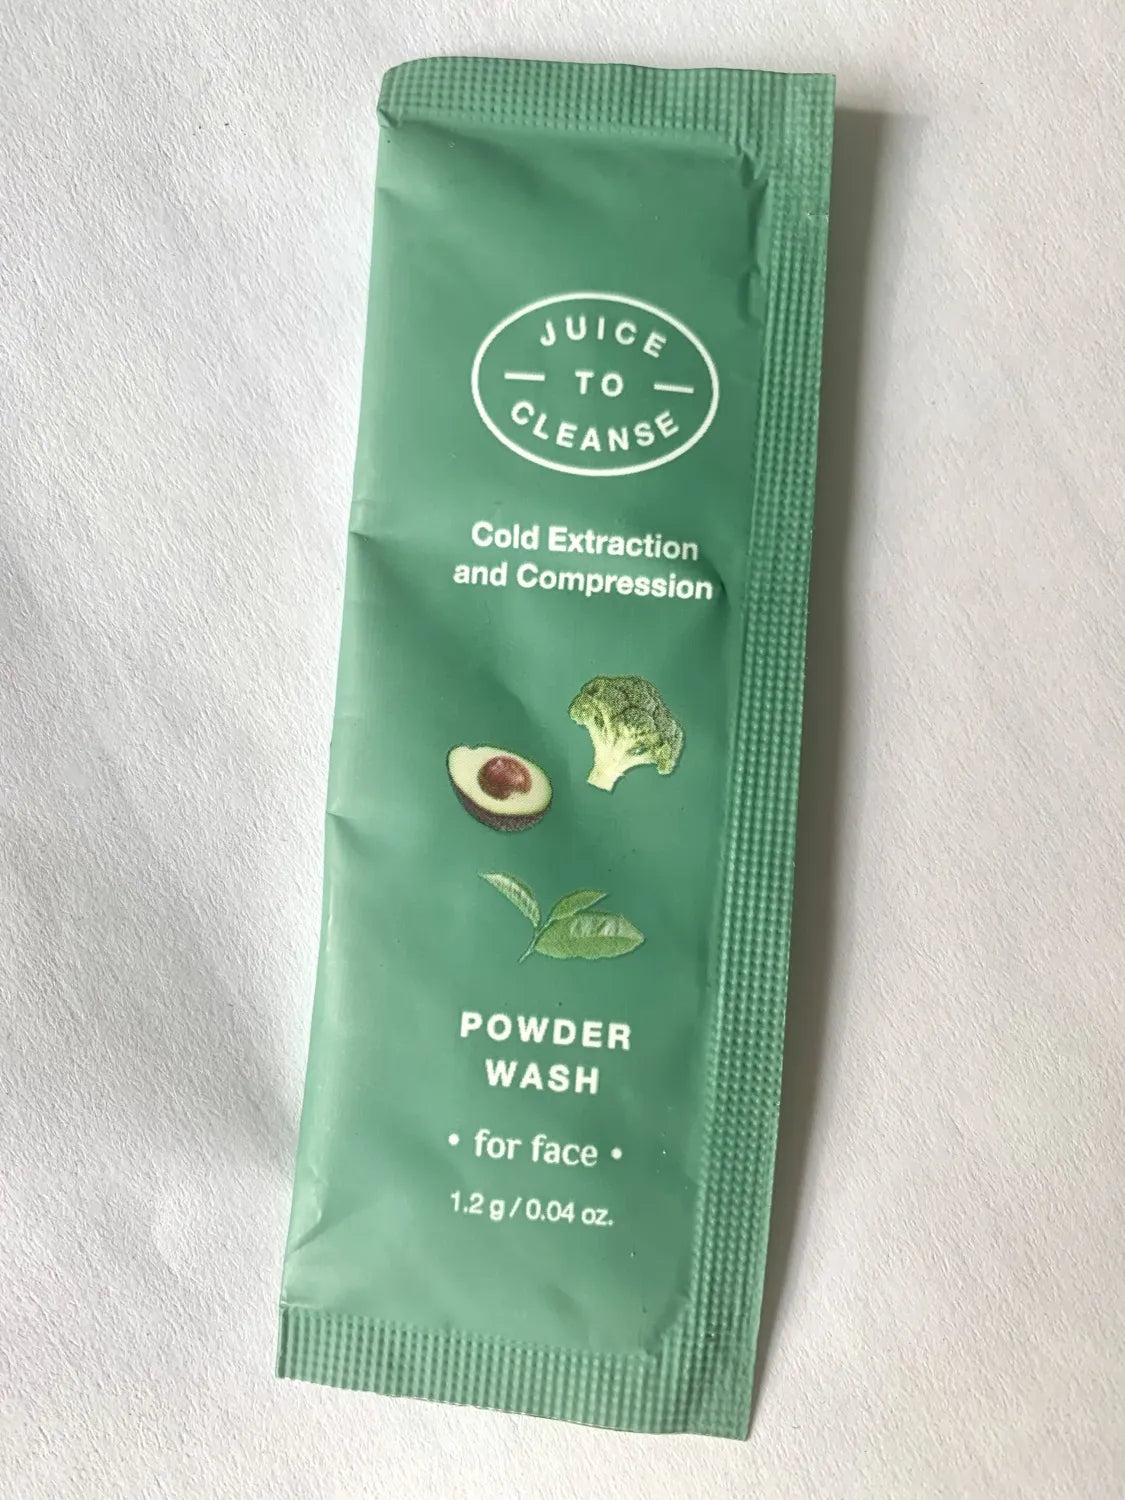 JUICE
TO
CLEANSE
Cold Extraction
and Compression
POWDER
WASH
• for face •
1.2 g / 0.04 oz.